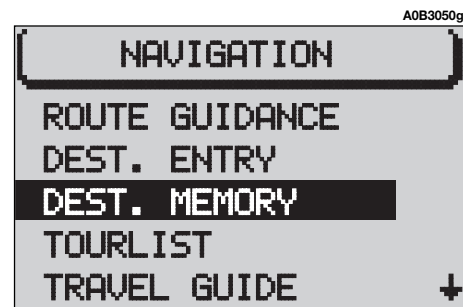 A0B3050g
NAVIGATION
ROUTE GUIDANCE
DEST. ENTRY
DEST. MEMORY
TOURLIST
TRAVEL GUIDE